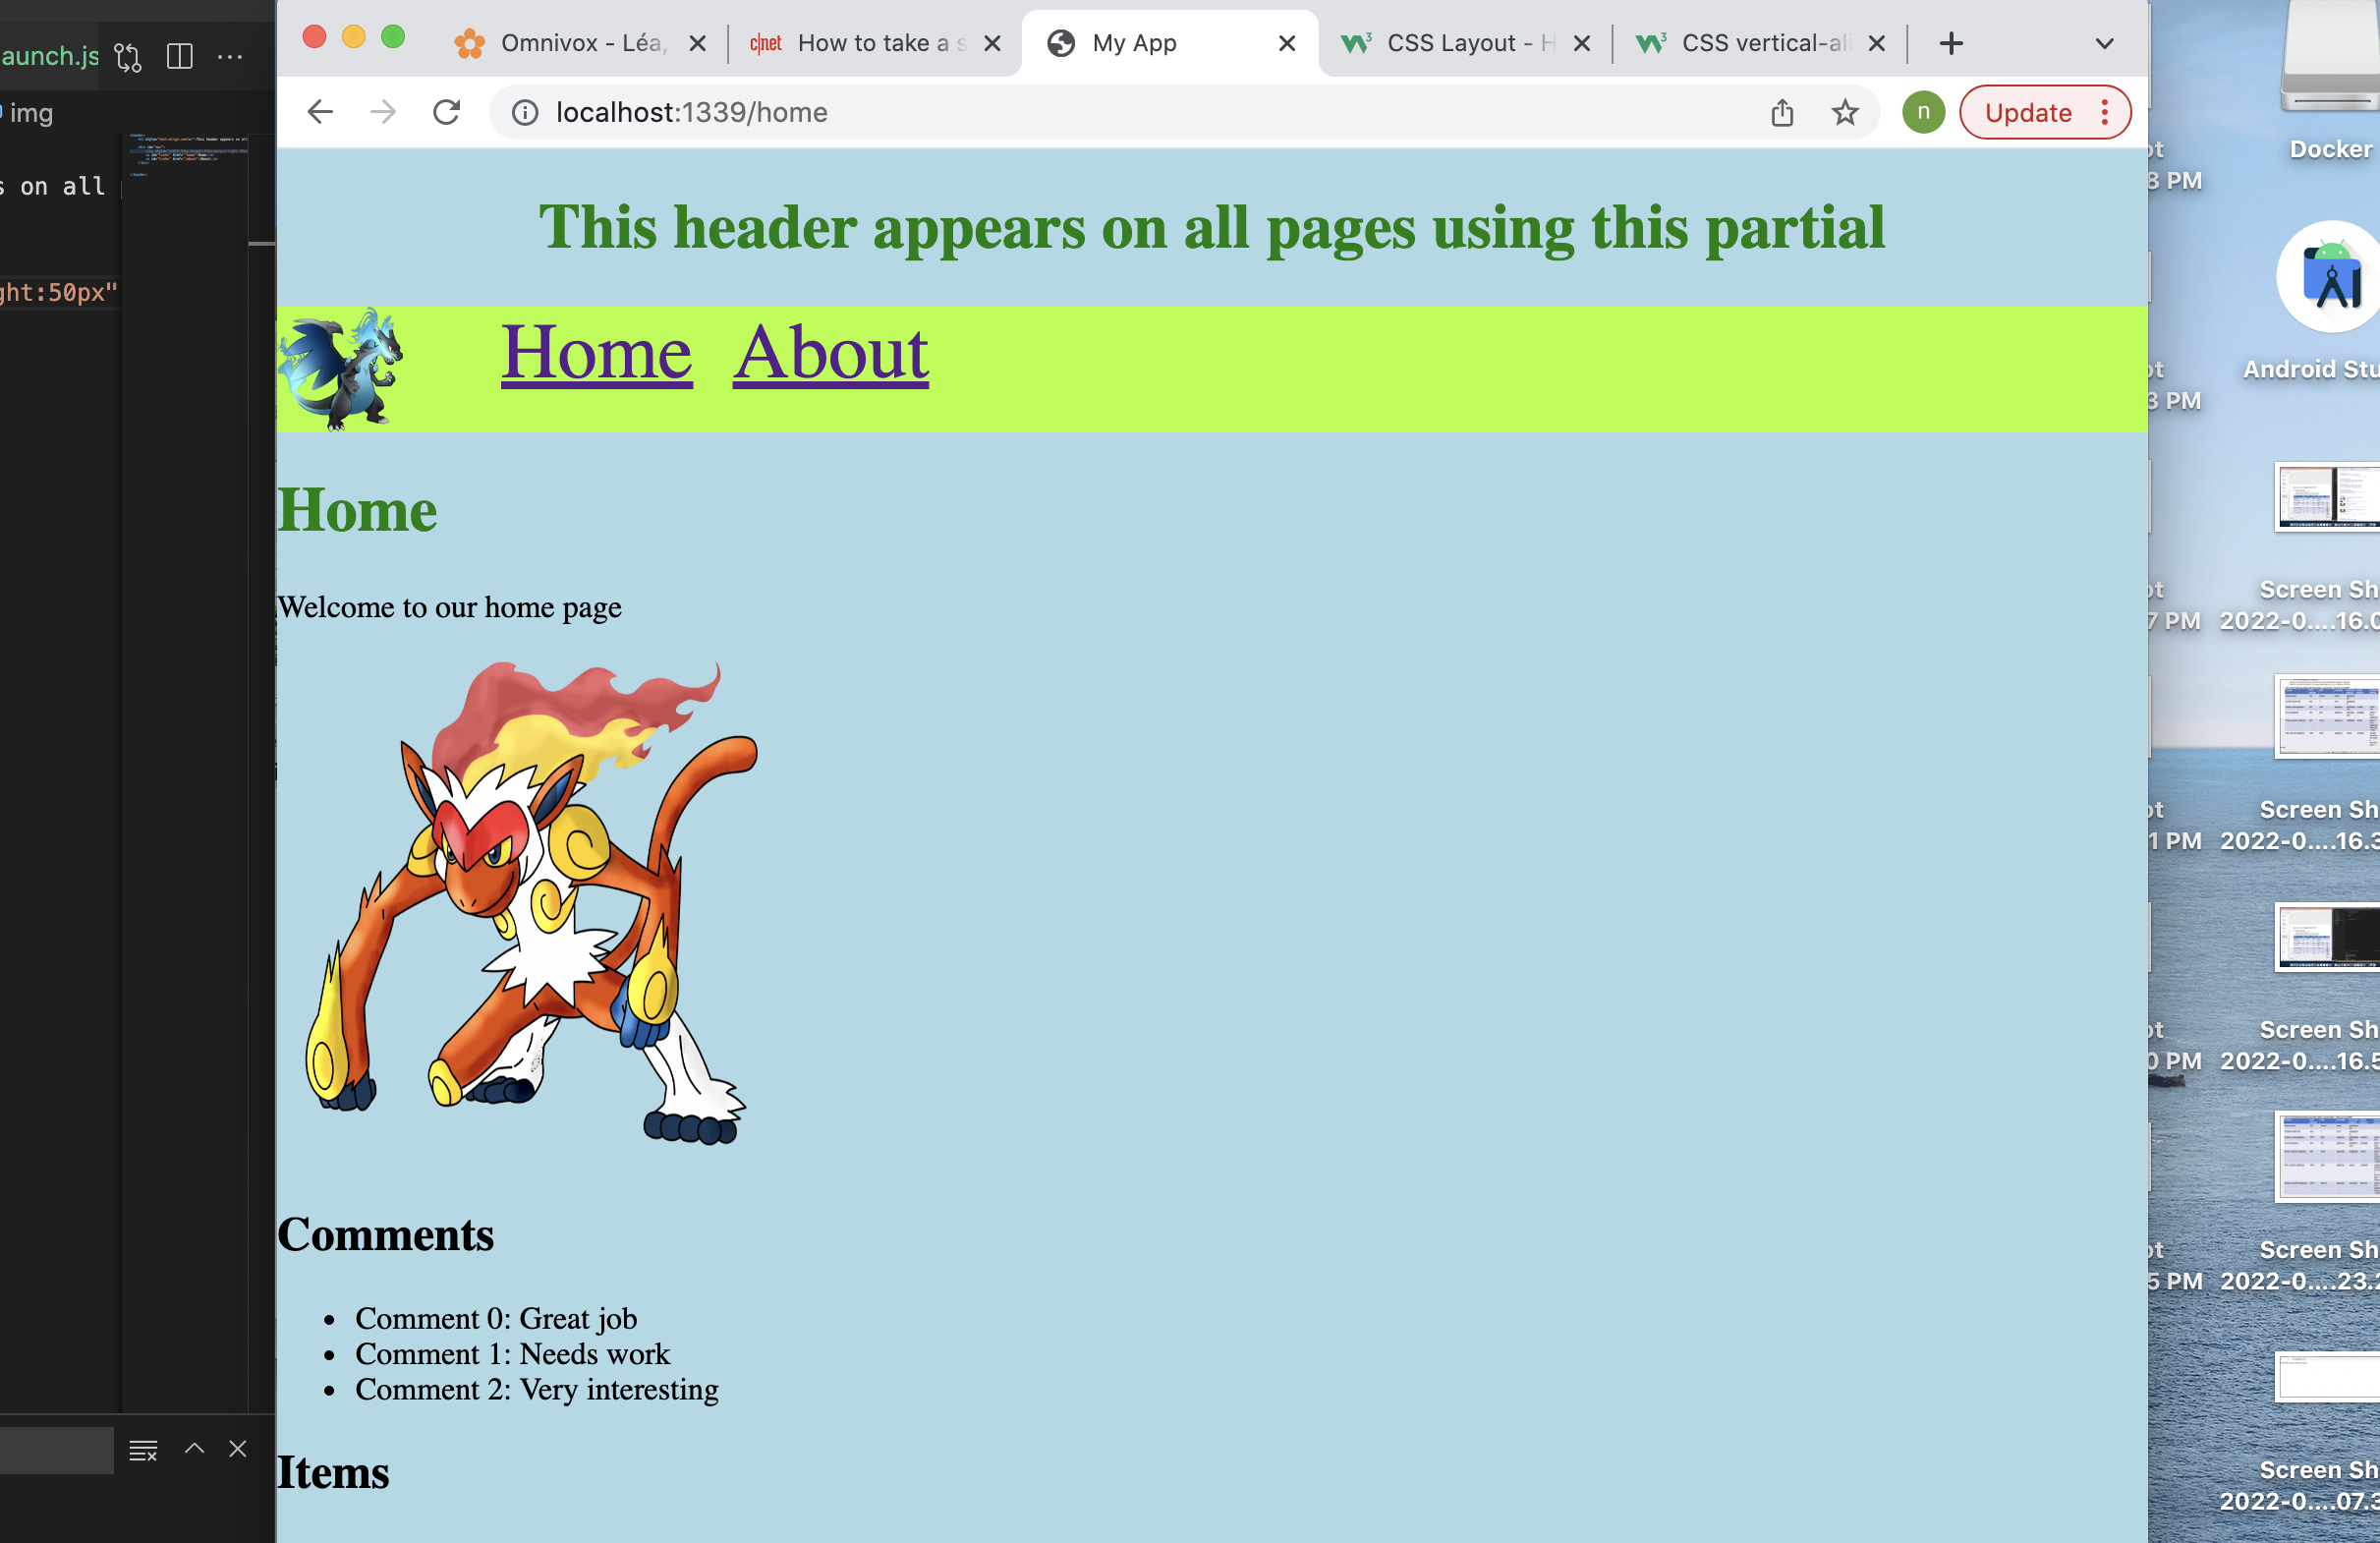 aunch.js
img
s on all
ght:50px"
Omnivox - Léa,
c|net How to take a s
My App
CSS Layout - H
CSS vertical-ali
localhost:1339/home
n
Update
This header appears on all pages using this partial
Home About
Home
Welcome to our home page
Comments
Comment 0: Great job
Comment 1: Needs work
Comment 2: Very interesting
Items
Docker
ot
3 PM
Android Stu
ot
3 PM
Screen Sh
2022-0....16.0
ot
7 PM
Screen Sh
2022-0....16.3
ot
1 PM
Screen Sh
2022-0....16.5
ot
0 PM
Screen Sh
2022-0....23.2
ot
5 PM
Screen Sh
2022-0....07.3